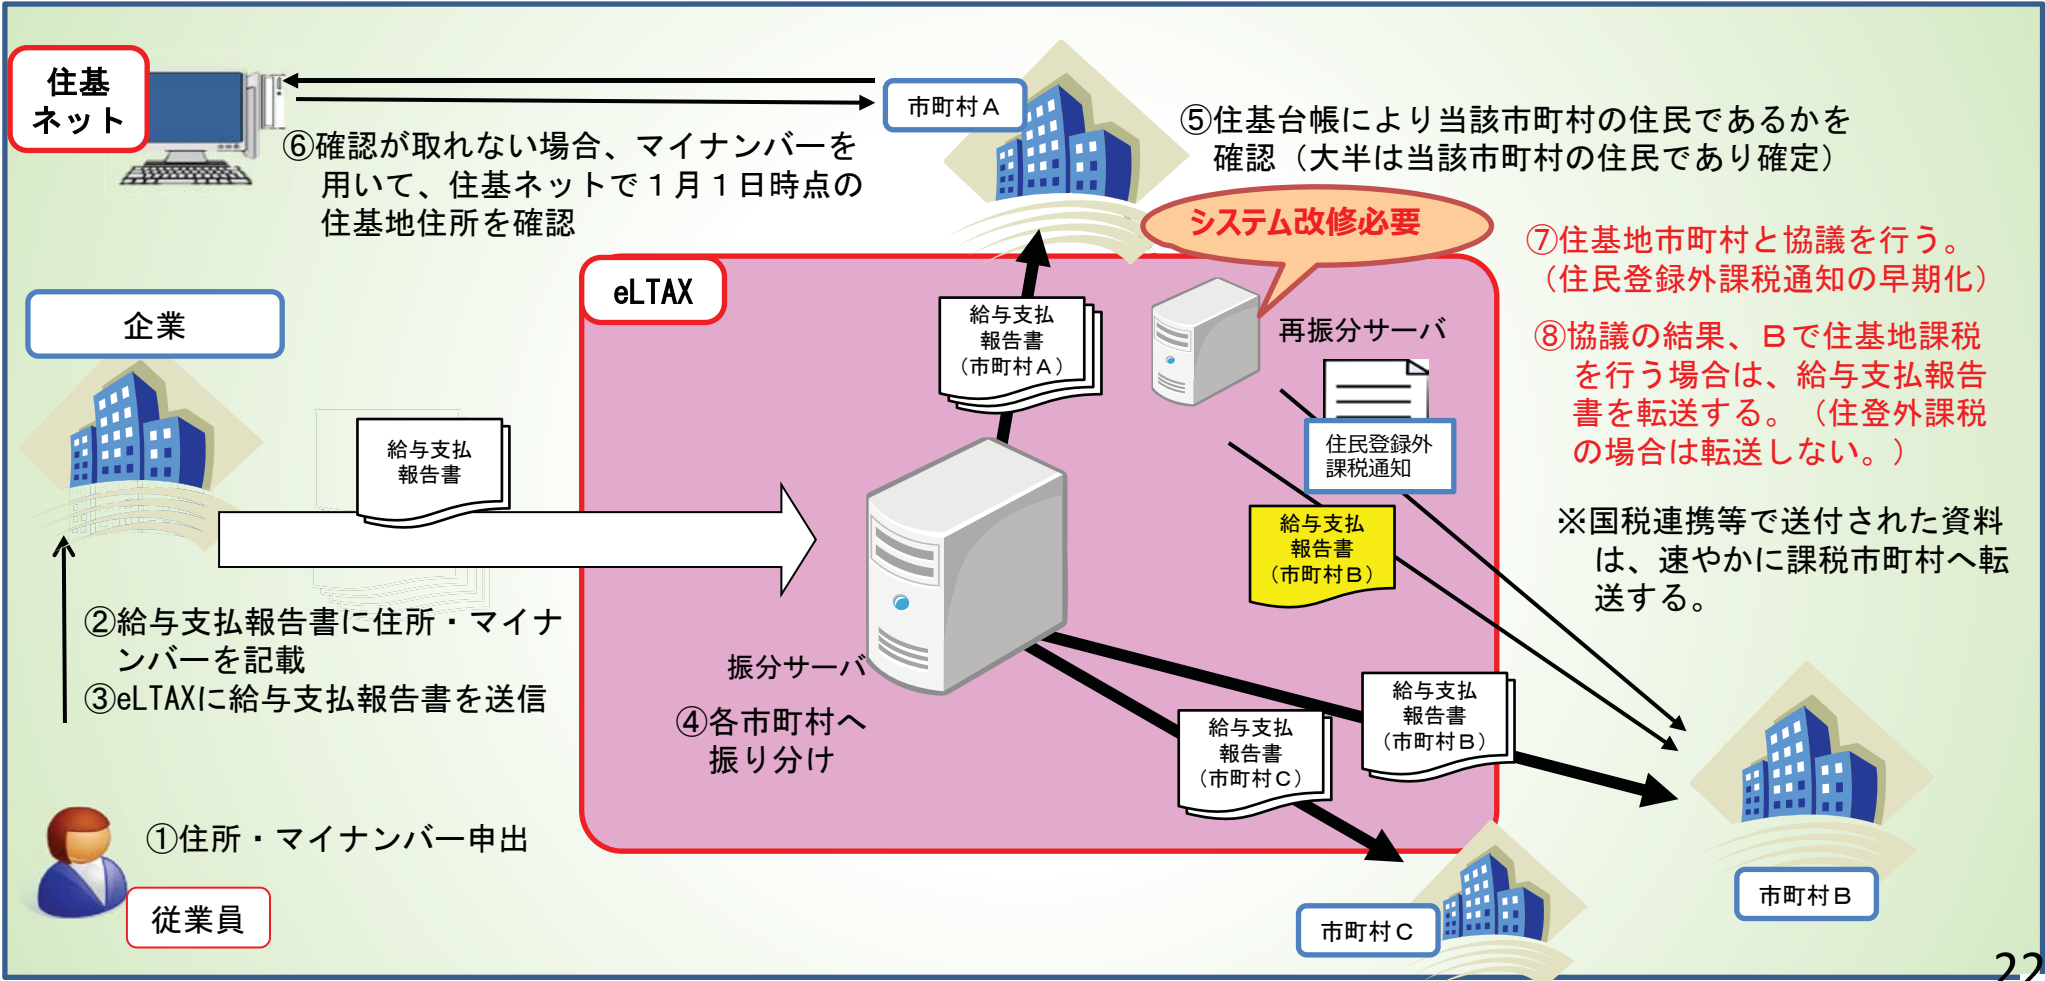 住基
ネット
市町村Ａ
⑤住基台帳により当該市町村の住民であるかを
確認（大半は当該市町村の住民であり確定）
⑥確認が取れない場合、マイナンバーを
用いて、住基ネットで１月１日時点の
住基地住所を確認
システム改修必要
⑦住基地市町村と協議を行う。
（住民登録外課税通知の早期化）
eLTAX
企業
給与支払
報告書
（市町村Ａ）
再振分サーバ
⑧協議の結果、Ｂで住基地課税
を行う場合は、給与支払報告
書を転送する。（住登外課税
の場合は転送しない。）
給与支払
報告書
住民登録外
課税通知
給与支払
報告書
（市町村Ｂ）
※国税連携等で送付された資料
は、速やかに課税市町村へ転
送する。
②給与支払報告書に住所・マイナ
ンバーを記載
③eLTAXに給与支払報告書を送信
振分サーバ
④各市町村へ
振り分け
給与支払
報告書
（市町村Ｂ）
給与支払
報告書
（市町村Ｃ）
①住所・マイナンバー申出
従業員
市町村Ｂ
市町村Ｃ
22